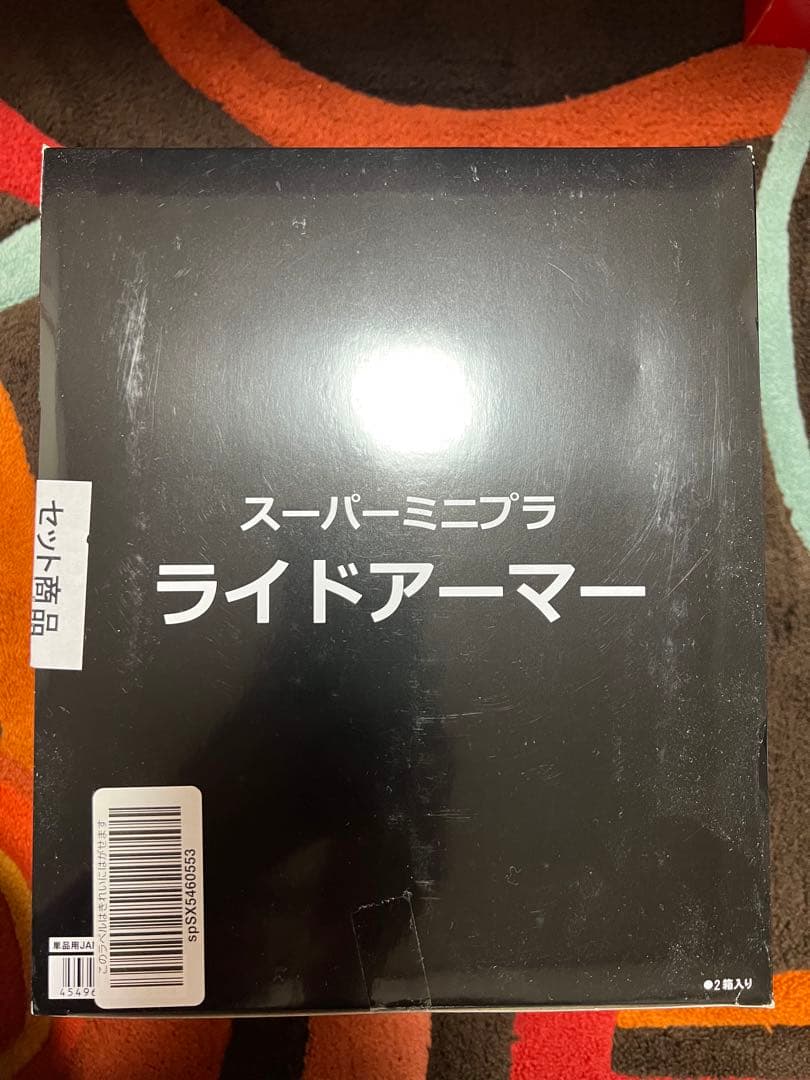 スーパーミニプラ
ライドアーマー
セット商品
このラベルはきれいにはがせます
spSX5460553
単品用JAN
4549
●2箱入り